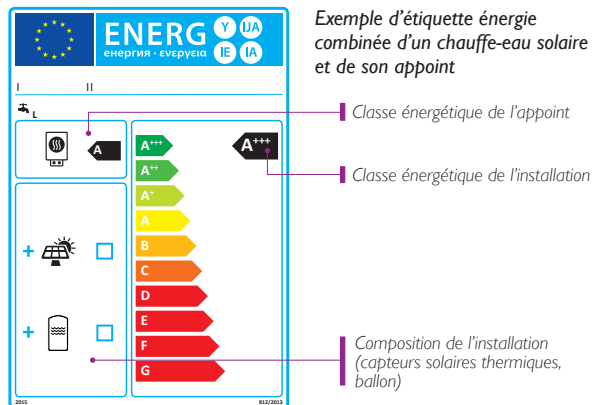 ENERG Y IJA
енергия · ενεργεια IE IA
Exemple d’étiquette énergie
combinée d’un chauffe-eau solaire
et de son appoint
I II
L
A
Classe énergétique de l’appoint
A+++
A+++
Classe énergétique de l’installation
A++
A+
A
B
C
D
E
F
G
+
+
Composition de l’installation
(capteurs solaires thermiques,
ballon)
2015 812/2013